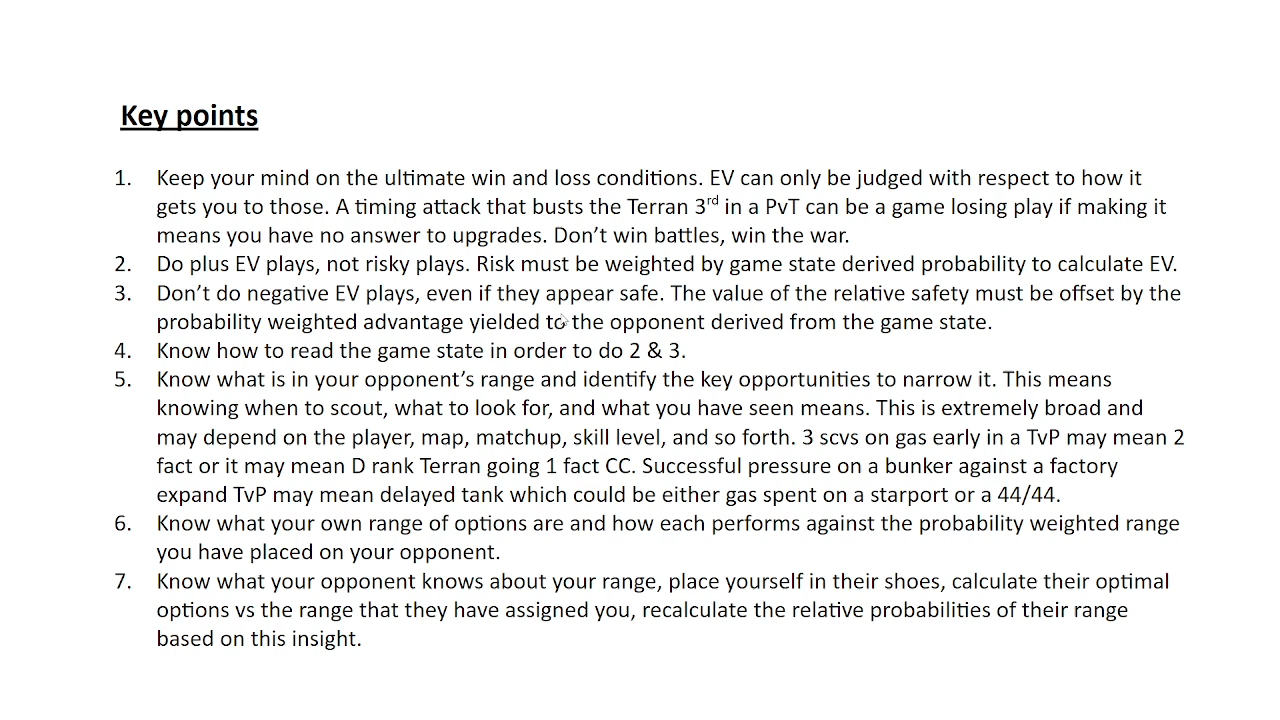 Key points
1. Keep your mind on the ultimate win and loss conditions. EV can only be judged with respect to how it
gets you to those. A timing attack that busts the Terran 3rd in a PvT can be a game losing play if making it
means you have no answer to upgrades. Don't win battles, win the war.
2. Do plus EV plays, not risky plays. Risk must be weighted by game state derived probability to calculate EV.
3. Don't do negative EV plays, even if they appear safe. The value of the relative safety must be offset by the
probability weighted advantage yielded to the opponent derived from the game state.
4. Know how to read the game state in order to do 2 & 3.
5. Know what is in your opponent's range and identify the key opportunities to narrow it. This means
knowing when to scout, what to look for, and what you have seen means. This is extremely broad and
may depend on the player, map, matchup, skill level, and so forth. 3 scvs on gas early in a TvP may mean 2
fact or it may mean D rank Terran going 1 fact CC. Successful pressure on a bunker against a factory
expand TvP may mean delayed tank which could be either gas spent on a starport or a 44/44.
6. Know what your own range of options are and how each performs against the probability weighted range
you have placed on your opponent.
7. Know what your opponent knows about your range, place yourself in their shoes, calculate their optimal
options vs the range that they have assigned you, recalculate the relative probabilities of their range
based on this insight.